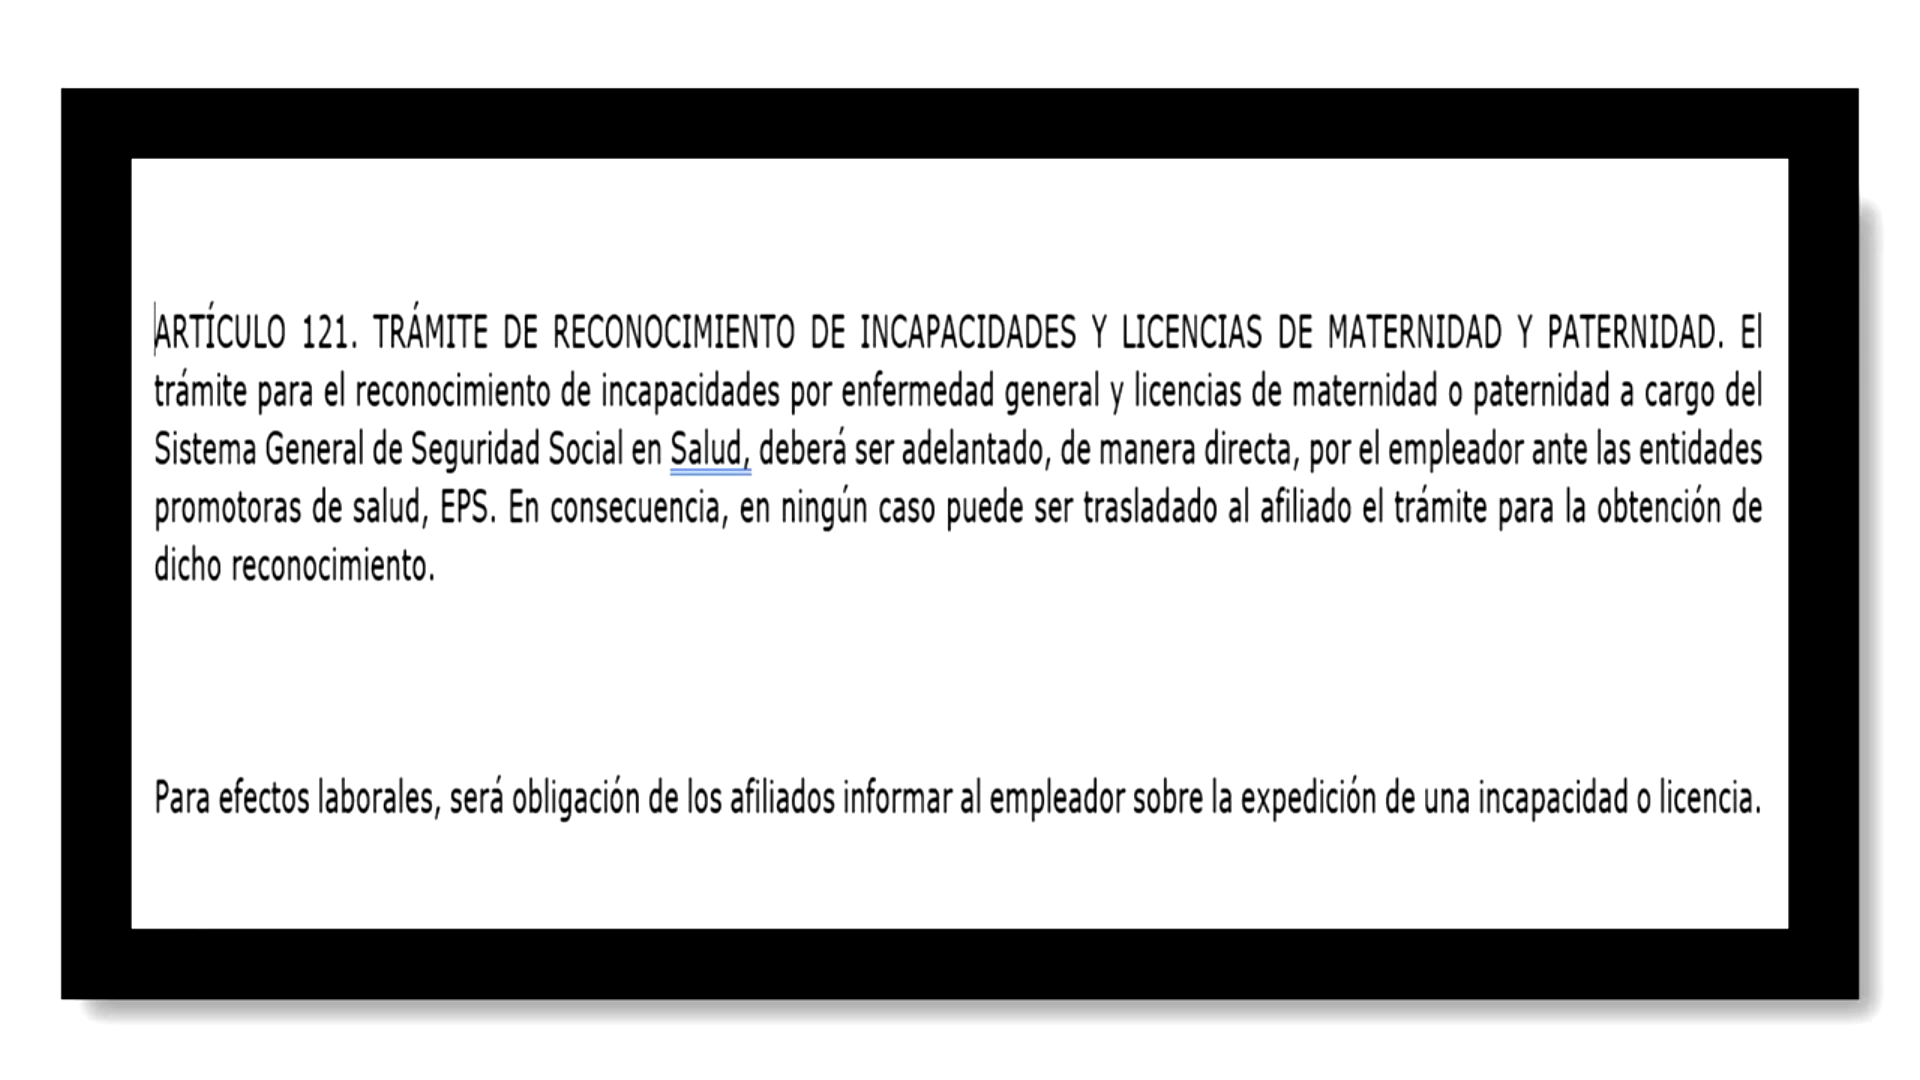 ARTÍCULO 121. TRÁMITE DE RECONOCIMIENTO DE INCAPACIDADES Y LICENCIAS DE MATERNIDAD Y PATERNIDAD. El
trámite para el reconocimiento de incapacidades por enfermedad general y licencias de maternidad o paternidad a cargo del
Sistema General de Seguridad Social en Salud, deberá ser adelantado, de manera directa, por el empleador ante las entidades
promotoras de salud, EPS. En consecuencia, en ningún caso puede ser trasladado al afiliado el trámite para la obtención de
dicho reconocimiento.
Para efectos laborales, será obligación de los afiliados informar al empleador sobre la expedición de una incapacidad o licencia.